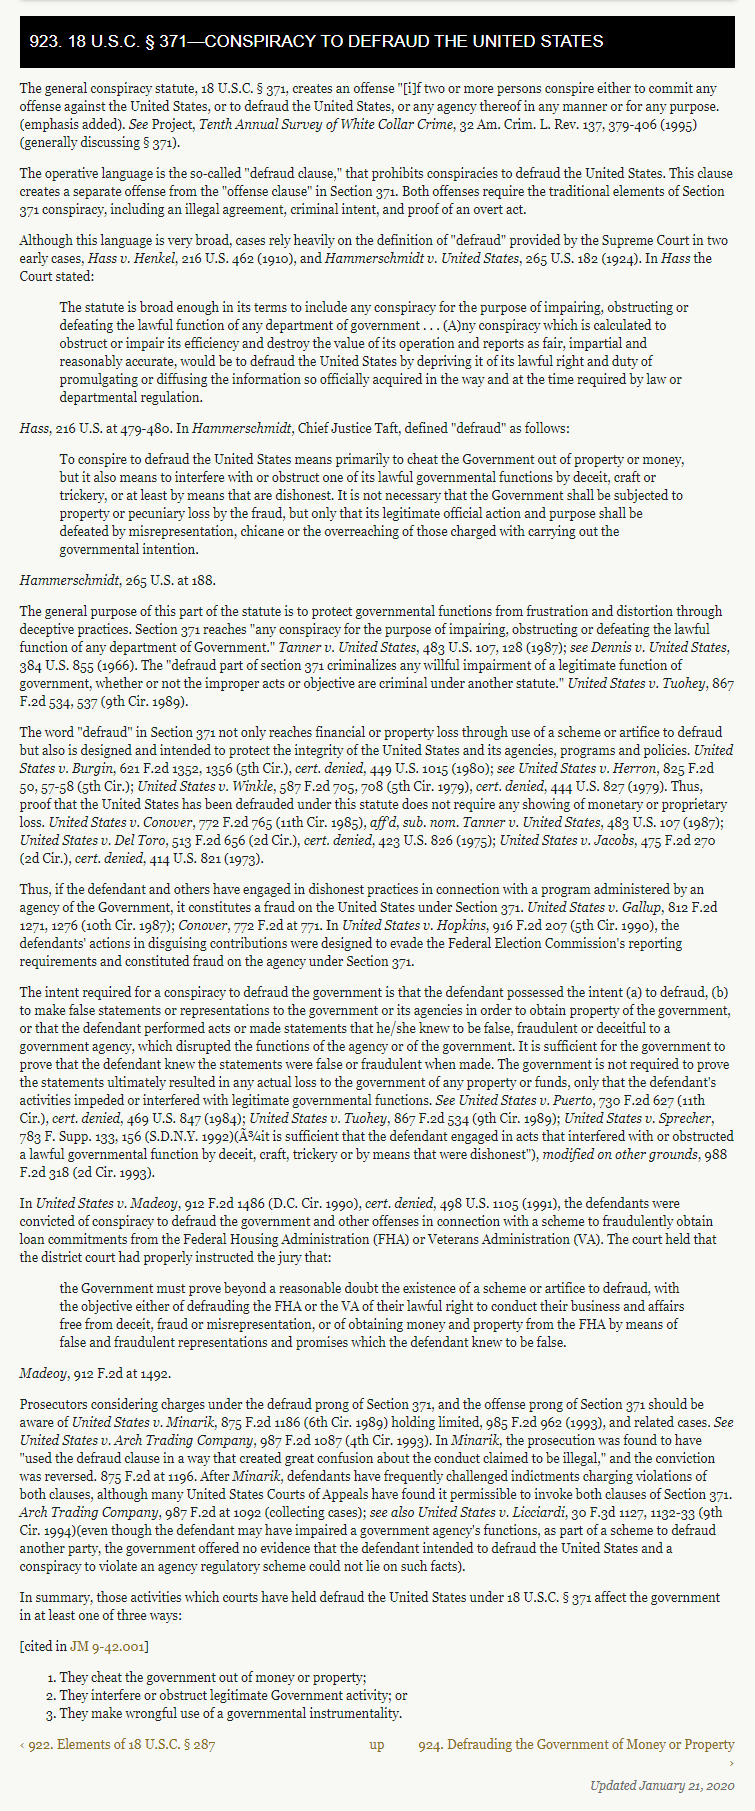 923. 18 U.S.C. § 371—CONSPIRACY TO DEFRAUD THE UNITED STATES
The general conspiracy statute, 18 U.S.C. § 371, creates an offense "[i]f two or more persons conspire either to commit any
offense against the United States, or to defraud the United States, or any agency thereof in any manner or for any purpose.
(emphasis added). See Project, Tenth Annual Survey of White Collar Crime, 32 Am. Crim. L. Rev. 137, 379-406 (1995)
(generally discussing § 371).
The operative language is the so-called "defraud clause," that prohibits conspiracies to defraud the United States. This clause
creates a separate offense from the "offense clause" in Section 371. Both offenses require the traditional elements of Section
371 conspiracy, including an illegal agreement, criminal intent, and proof of an overt act.
Although this language is very broad, cases rely heavily on the definition of "defraud" provided by the Supreme Court in two
early cases, Hass v. Henkel, 216 U.S. 462 (1910), and Hammerschmidt v. United States, 265 U.S. 182 (1924). In Hass the
Court stated:
The statute is broad enough in its terms to include any conspiracy for the purpose of impairing, obstructing or
defeating the lawful function of any department of government . . . (A)ny conspiracy which is calculated to
obstruct or impair its efficiency and destroy the value of its operation and reports as fair, impartial and
reasonably accurate, would be to defraud the United States by depriving it of its lawful right and duty of
promulgating or diffusing the information so officially acquired in the way and at the time required by law or
departmental regulation.
Hass, 216 U.S. at 479-480. In Hammerschmidt, Chief Justice Taft, defined "defraud" as follows:
To conspire to defraud the United States means primarily to cheat the Government out of property or money,
but it also means to interfere with or obstruct one of its lawful governmental functions by deceit, craft or
trickery, or at least by means that are dishonest. It is not necessary that the Government shall be subjected to
property or pecuniary loss by the fraud, but only that its legitimate official action and purpose shall be
defeated by misrepresentation, chicane or the overreaching of those charged with carrying out the
governmental intention.
Hammerschmidt, 265 U.S. at 188.
The general purpose of this part of the statute is to protect governmental functions from frustration and distortion through
deceptive practices. Section 371 reaches "any conspiracy for the purpose of impairing, obstructing or defeating the lawful
function of any department of Government." Tanner v. United States, 483 U.S. 107, 128 (1987); see Dennis v. United States,
384 U.S. 855 (1966). The "defraud part of section 371 criminalizes any willful impairment of a legitimate function of
government, whether or not the improper acts or objective are criminal under another statute." United States v. Tuohey, 867
F.2d 534, 537 (9th Cir. 1989).
The word "defraud" in Section 371 not only reaches financial or property loss through use of a scheme or artifice to defraud
but also is designed and intended to protect the integrity of the United States and its agencies, programs and policies. United
States v. Burgin, 621 F.2d 1352, 1356 (5th Cir.), cert. denied, 449 U.S. 1015 (1980); see United States v. Herron, 825 F.2d
50, 57-58 (5th Cir.); United States v. Winkle, 587 F.2d 705, 708 (5th Cir. 1979), cert. denied, 444 U.S. 827 (1979). Thus,
proof that the United States has been defrauded under this statute does not require any showing of monetary or proprietary
loss. United States v. Conover, 772 F.2d 765 (11th Cir. 1985), aff'd, sub. nom. Tanner v. United States, 483 U.S. 107 (1987);
United States v. Del Toro, 513 F.2d 656 (2d Cir.), cert. denied, 423 U.S. 826 (1975); United States v. Jacobs, 475 F.2d 270
(2d Cir.), cert. denied, 414 U.S. 821 (1973).
Thus, if the defendant and others have engaged in dishonest practices in connection with a program administered by an
agency of the Government, it constitutes a fraud on the United States under Section 371. United States v. Gallup, 812 F.2d
1271, 1276 (10th Cir. 1987); Conover, 772 F.2d at 771. In United States v. Hopkins, 916 F.2d 207 (5th Cir. 1990), the
defendants' actions in disguising contributions were designed to evade the Federal Election Commission's reporting
requirements and constituted fraud on the agency under Section 371.
The intent required for a conspiracy to defraud the government is that the defendant possessed the intent (a) to defraud, (b)
to make false statements or representations to the government or its agencies in order to obtain property of the government,
or that the defendant performed acts or made statements that he/she knew to be false, fraudulent or deceitful to a
government agency, which disrupted the functions of the agency or of the government. It is sufficient for the government to
prove that the defendant knew the statements were false or fraudulent when made. The government is not required to prove
the statements ultimately resulted in any actual loss to the government of any property or funds, only that the defendant's
activities impeded or interfered with legitimate governmental functions. See United States v. Puerto, 730 F.2d 627 (11th
Cir.), cert. denied, 469 U.S. 847 (1984); United States v. Tuohey, 867 F.2d 534 (9th Cir. 1989); United States v. Sprecher,
783 F. Supp. 133, 156 (S.D.N.Y. 1992)(Ã¾it is sufficient that the defendant engaged in acts that interfered with or obstructed
a lawful governmental function by deceit, craft, trickery or by means that were dishonest"), modified on other grounds, 988
F.2d 318 (2d Cir. 1993).
In United States v. Madeoy, 912 F.2d 1486 (D.C. Cir. 1990), cert. denied, 498 U.S. 1105 (1991), the defendants were
convicted of conspiracy to defraud the government and other offenses in connection with a scheme to fraudulently obtain
loan commitments from the Federal Housing Administration (FHA) or Veterans Administration (VA). The court held that
the district court had properly instructed the jury that:
the Government must prove beyond a reasonable doubt the existence of a scheme or artifice to defraud, with
the objective either of defrauding the FHA or the VA of their lawful right to conduct their business and affairs
free from deceit, fraud or misrepresentation, or of obtaining money and property from the FHA by means of
false and fraudulent representations and promises which the defendant knew to be false.
Madeoy, 912 F.2d at 1492.
Prosecutors considering charges under the defraud prong of Section 371, and the offense prong of Section 371 should be
aware of United States v. Minarik, 875 F.2d 1186 (6th Cir. 1989) holding limited, 985 F.2d 962 (1993), and related cases. See
United States v. Arch Trading Company, 987 F.2d 1087 (4th Cir. 1993). In Minarik, the prosecution was found to have
"used the defraud clause in a way that created great confusion about the conduct claimed to be illegal," and the conviction
was reversed. 875 F.2d at 1196. After Minarik, defendants have frequently challenged indictments charging violations of
both clauses, although many United States Courts of Appeals have found it permissible to invoke both clauses of Section 371.
Arch Trading Company, 987 F.2d at 1092 (collecting cases); see also United States v. Licciardi, 30 F.3d 1127, 1132-33 (9th
Cir. 1994)(even though the defendant may have impaired a government agency's functions, as part of a scheme to defraud
another party, the government offered no evidence that the defendant intended to defraud the United States and a
conspiracy to violate an agency regulatory scheme could not lie on such facts).
In summary, those activities which courts have held defraud the United States under 18 U.S.C. § 371 affect the government
in at least one of three ways:
[cited in JM 9-42.001]
1. They cheat the government out of money or property;
2. They interfere or obstruct legitimate Government activity; or
3. They make wrongful use of a governmental instrumentality.
‹ 922. Elements of 18 U.S.C. § 287 up 924. Defrauding the Government of Money or Property
›
Updated January 21, 2020